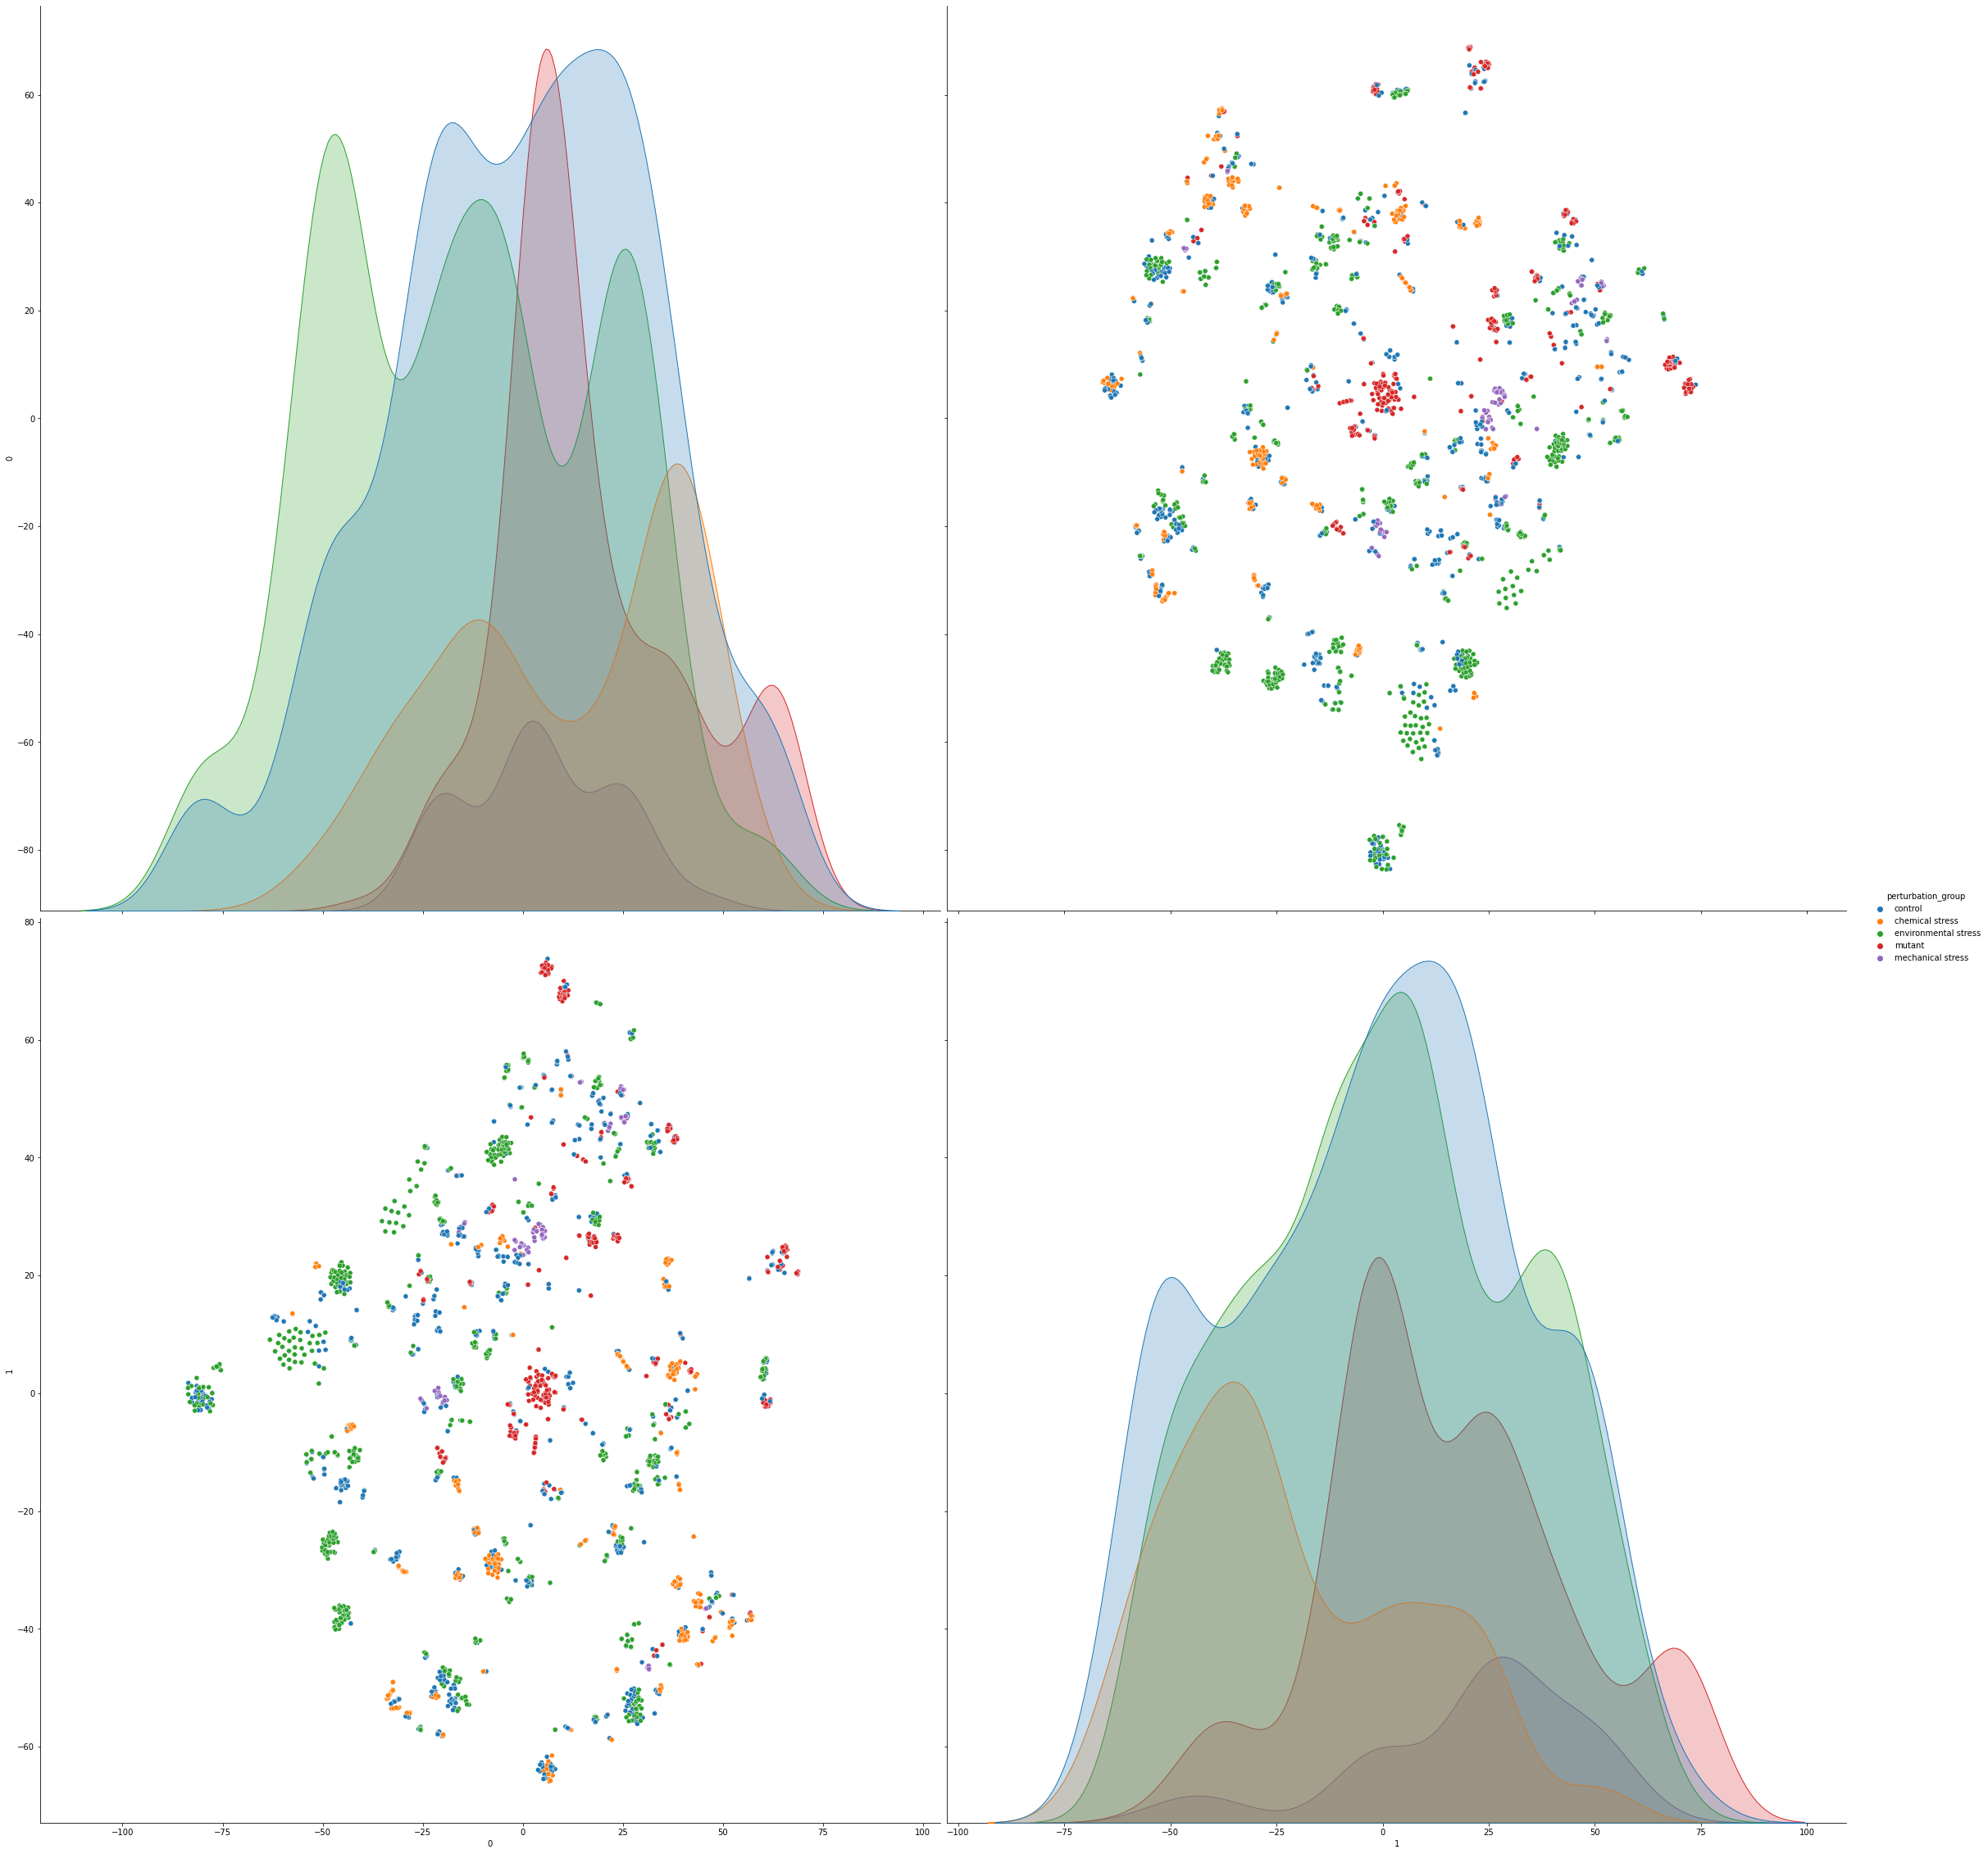 60
40
20
0
−20
−40
−60
−80
0
perturbation_group
control
chemical stress
environmental stress
mutant
mechanical stress
80
60
40
20
0
−20
−40
−60
1
−100 −75 −50 −25 0 25 50 75 100
0
−100 −75 −50 −25 0 25 50 75 100
1